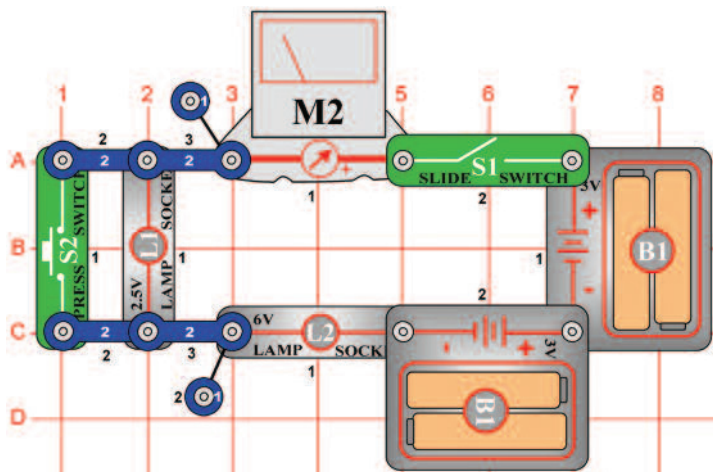 1 2 3 5 6 7 8
M2
1
2 3
A 2 2 + S1
SLIDE SWITCH
1 2
3V
+
B S2 1 L1 1 1 B1
PRESS SWITCH
2.5V LAMP SOCKET
-
2
C 2 2 6V L2 - +
2 3 LAMP SOCKE 3V
1
2 1
B1
D